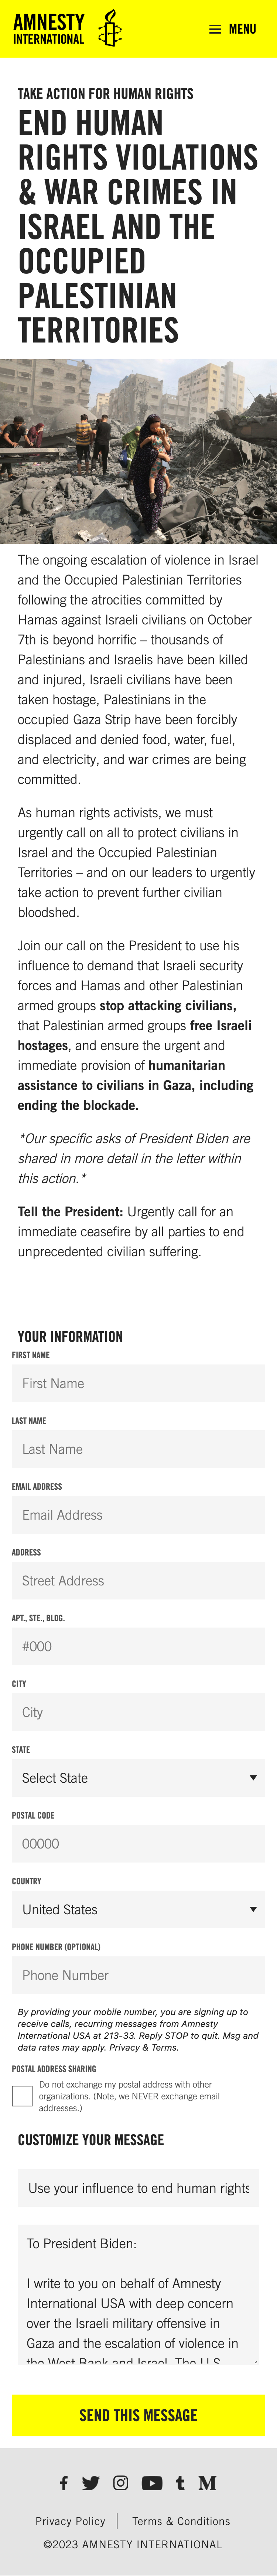 AMNESTY
INTERNATIONAL
MENU
TAKE ACTION FOR HUMAN RIGHTS
END HUMAN
RIGHTS VIOLATIONS
& WAR CRIMES IN
ISRAEL AND THE
OCCUPIED
PALESTINIAN
TERRITORIES
The ongoing escalation of violence in Israel
and the Occupied Palestinian Territories
following the atrocities committed by
Hamas against Israeli civilians on October
7th is beyond horrific – thousands of
Palestinians and Israelis have been killed
and injured, Israeli civilians have been
taken hostage, Palestinians in the
occupied Gaza Strip have been forcibly
displaced and denied food, water, fuel,
and electricity, and war crimes are being
committed.
As human rights activists, we must
urgently call on all to protect civilians in
Israel and the Occupied Palestinian
Territories – and on our leaders to urgently
take action to prevent further civilian
bloodshed.
Join our call on the President to use his
influence to demand that Israeli security
forces and Hamas and other Palestinian
armed groups stop attacking civilians,
that Palestinian armed groups free Israeli
hostages, and ensure the urgent and
immediate provision of humanitarian
assistance to civilians in Gaza, including
ending the blockade.
*Our specific asks of President Biden are
shared in more detail in the letter within
this action.*
Tell the President: Urgently call for an
immediate ceasefire by all parties to end
unprecedented civilian suffering.
YOUR INFORMATION
FIRST NAME
First Name
LAST NAME
Last Name
EMAIL ADDRESS
Email Address
ADDRESS
Street Address
APT., STE., BLDG.
#000
CITY
City
STATE
Select State
POSTAL CODE
00000
COUNTRY
United States
PHONE NUMBER (OPTIONAL)
Phone Number
By providing your mobile number, you are signing up to
receive calls, recurring messages from Amnesty
International USA at 213-33. Reply STOP to quit. Msg and
data rates may apply. Privacy & Terms.
POSTAL ADDRESS SHARING
Do not exchange my postal address with other
organizations. (Note, we NEVER exchange email
addresses.)
CUSTOMIZE YOUR MESSAGE
Use your influence to end human rights
To President Biden:
I write to you on behalf of Amnesty
International USA with deep concern
over the Israeli military offensive in
Gaza and the escalation of violence in
the West Bank and Israel. The U.S.
SEND THIS MESSAGE
Privacy Policy
Terms & Conditions
©2023 AMNESTY INTERNATIONAL